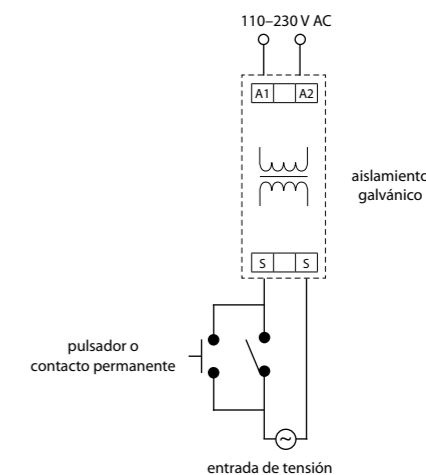 110–230 V AC
A1 A2
aislamiento
galvánico
S S
pulsador o
contacto permanente
~
entrada de tensión